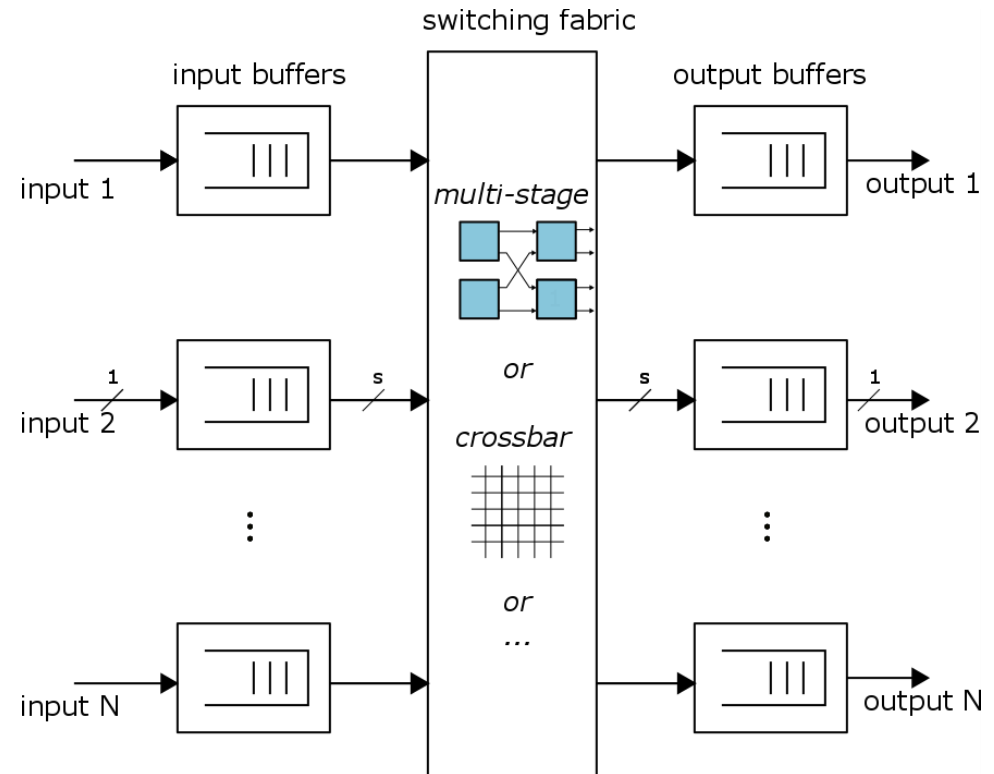 switching fabric
input buffers
output buffers
input 1
output 1
multi-stage
1
or
1
s
s
1
input 2
output 2
crossbar
⋮
⋮
or
...
input N
output N